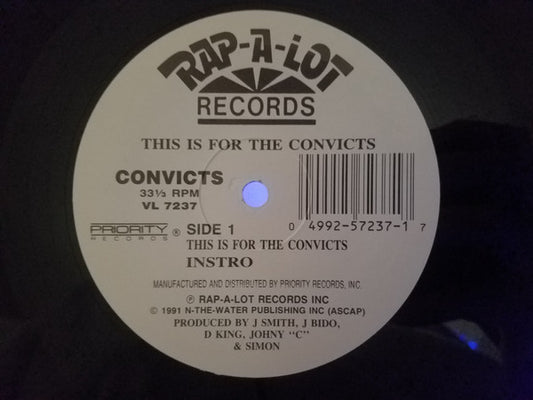 RAP-A-LOT
RECORDS
THIS IS FOR THE CONVICTS
CONVICTS
33⅓ RPM
VL 7237
0 4992-57237-1 7
PRIORITY
RECORDS
® SIDE 1
THIS IS FOR THE CONVICTS
INSTRO
MANUFACTURED AND DISTRIBUTED BY PRIORITY RECORDS, INC.
℗ RAP-A-LOT RECORDS INC
© 1991 N-THE-WATER PUBLISHING INC (ASCAP)
PRODUCED BY J SMITH, J BIDO,
D KING, JOHNY "C"
& SIMON